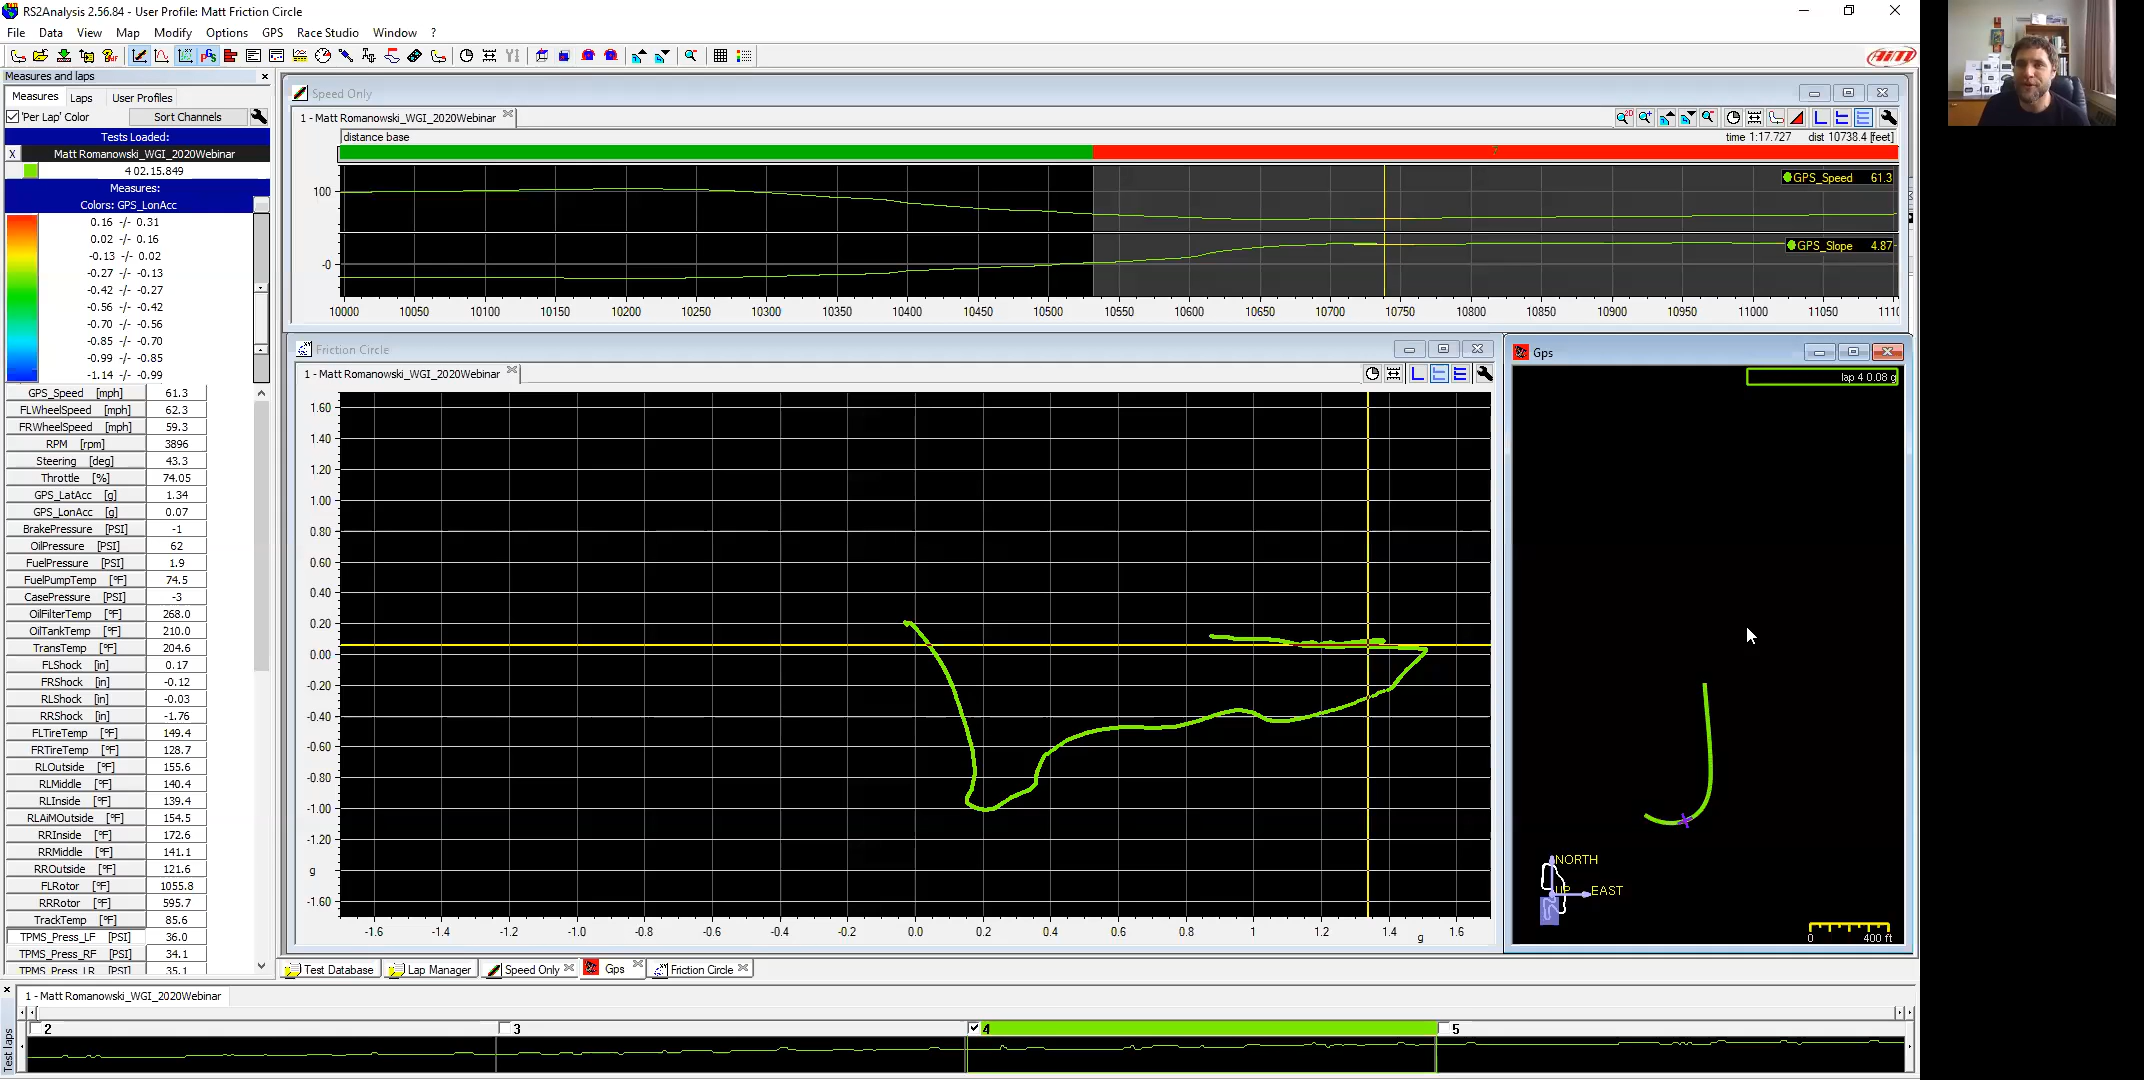 RS2Analysis 2.56.84 - User Profile: Matt Friction Circle
File Data View Map Modify Options GPS Race Studio Window ?
AiM
Measures and laps
Measures Laps User Profiles
'Per Lap' Color Sort Channels
Tests Loaded:
X Matt Romanowski_WGI_2020Webinar
4 02.15.849
Measures:
Colors: GPS_LonAcc
0.16 -/- 0.31
0.02 -/- 0.16
-0.13 -/- 0.02
-0.27 -/- -0.13
-0.42 -/- -0.27
-0.56 -/- -0.42
-0.70 -/- -0.56
-0.85 -/- -0.70
-0.99 -/- -0.85
-1.14 -/- -0.99
GPS_Speed [mph] 61.3
FLWheelSpeed [mph] 62.3
FRWheelSpeed [mph] 59.3
RPM [rpm] 3896
Steering [deg] 43.3
Throttle [%] 74.05
GPS_LatAcc [g] 1.34
GPS_LonAcc [g] 0.07
BrakePressure [PSI] -1
OilPressure [PSI] 62
FuelPressure [PSI] 1.9
FuelPumpTemp [°F] 74.5
CasePressure [PSI] -3
OilFilterTemp [°F] 268.0
OilTankTemp [°F] 210.0
TransTemp [°F] 204.6
FLShock [in] 0.17
FRShock [in] -0.12
RLShock [in] -0.03
RRShock [in] -1.76
FLTireTemp [°F] 149.4
FRTireTemp [°F] 128.7
RLOutside [°F] 155.6
RLMiddle [°F] 140.4
RLInside [°F] 139.4
RLAiMOutside [°F] 154.5
RRInside [°F] 172.6
RRMiddle [°F] 141.1
RROutside [°F] 121.6
FLRotor [°F] 1055.8
RRRotor [°F] 595.7
TrackTemp [°F] 85.6
TPMS_Press_LF [PSI] 36.0
TPMS_Press_RF [PSI] 34.1
TPMS_Press_LR [PSI] 35.1
Speed Only
1 - Matt Romanowski_WGI_2020Webinar
distance base time 1:17.727 dist 10738.4 [feet]
7
100 GPS_Speed 61.3
-0 GPS_Slope 4.87
10000 10050 10100 10150 10200 10250 10300 10350 10400 10450 10500 10550 10600 10650 10700 10750 10800 10850 10900 10950 11000 11050 1110
Friction Circle
1 - Matt Romanowski_WGI_2020Webinar
1.60
1.40
1.20
1.00
0.80
0.60
0.40
0.20
0.00
-0.20
-0.40
-0.60
-0.80
-1.00
-1.20
g
-1.60
-1.6 -1.4 -1.2 -1.0 -0.8 -0.6 -0.4 -0.2 0.0 0.2 0.4 0.6 0.8 1 1.2 1.4 1.6
g
Gps
lap 4 0.08 g
NORTH
UP EAST
0 400 ft
Test Database Lap Manager Speed Only Gps Friction Circle
1 - Matt Romanowski_WGI_2020Webinar
Test laps
2 3 4 5